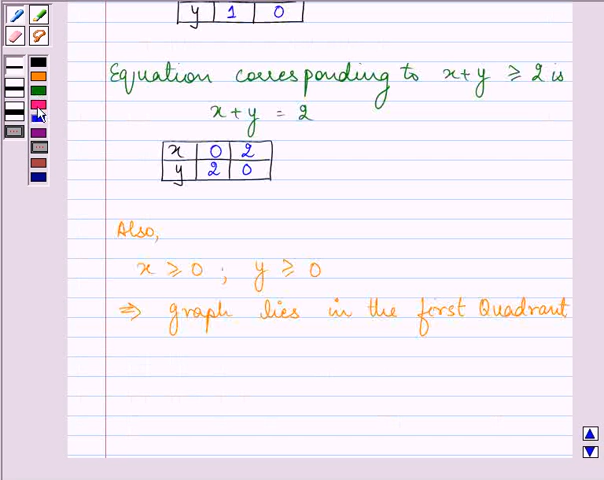 y 1 0
Equation corresponding to x+y ≥ 2 is
x+y = 2
x 0 2
y 2 0
Also,
x ≥ 0 ; y ≥ 0
⇒ graph lies in the first Quadrant